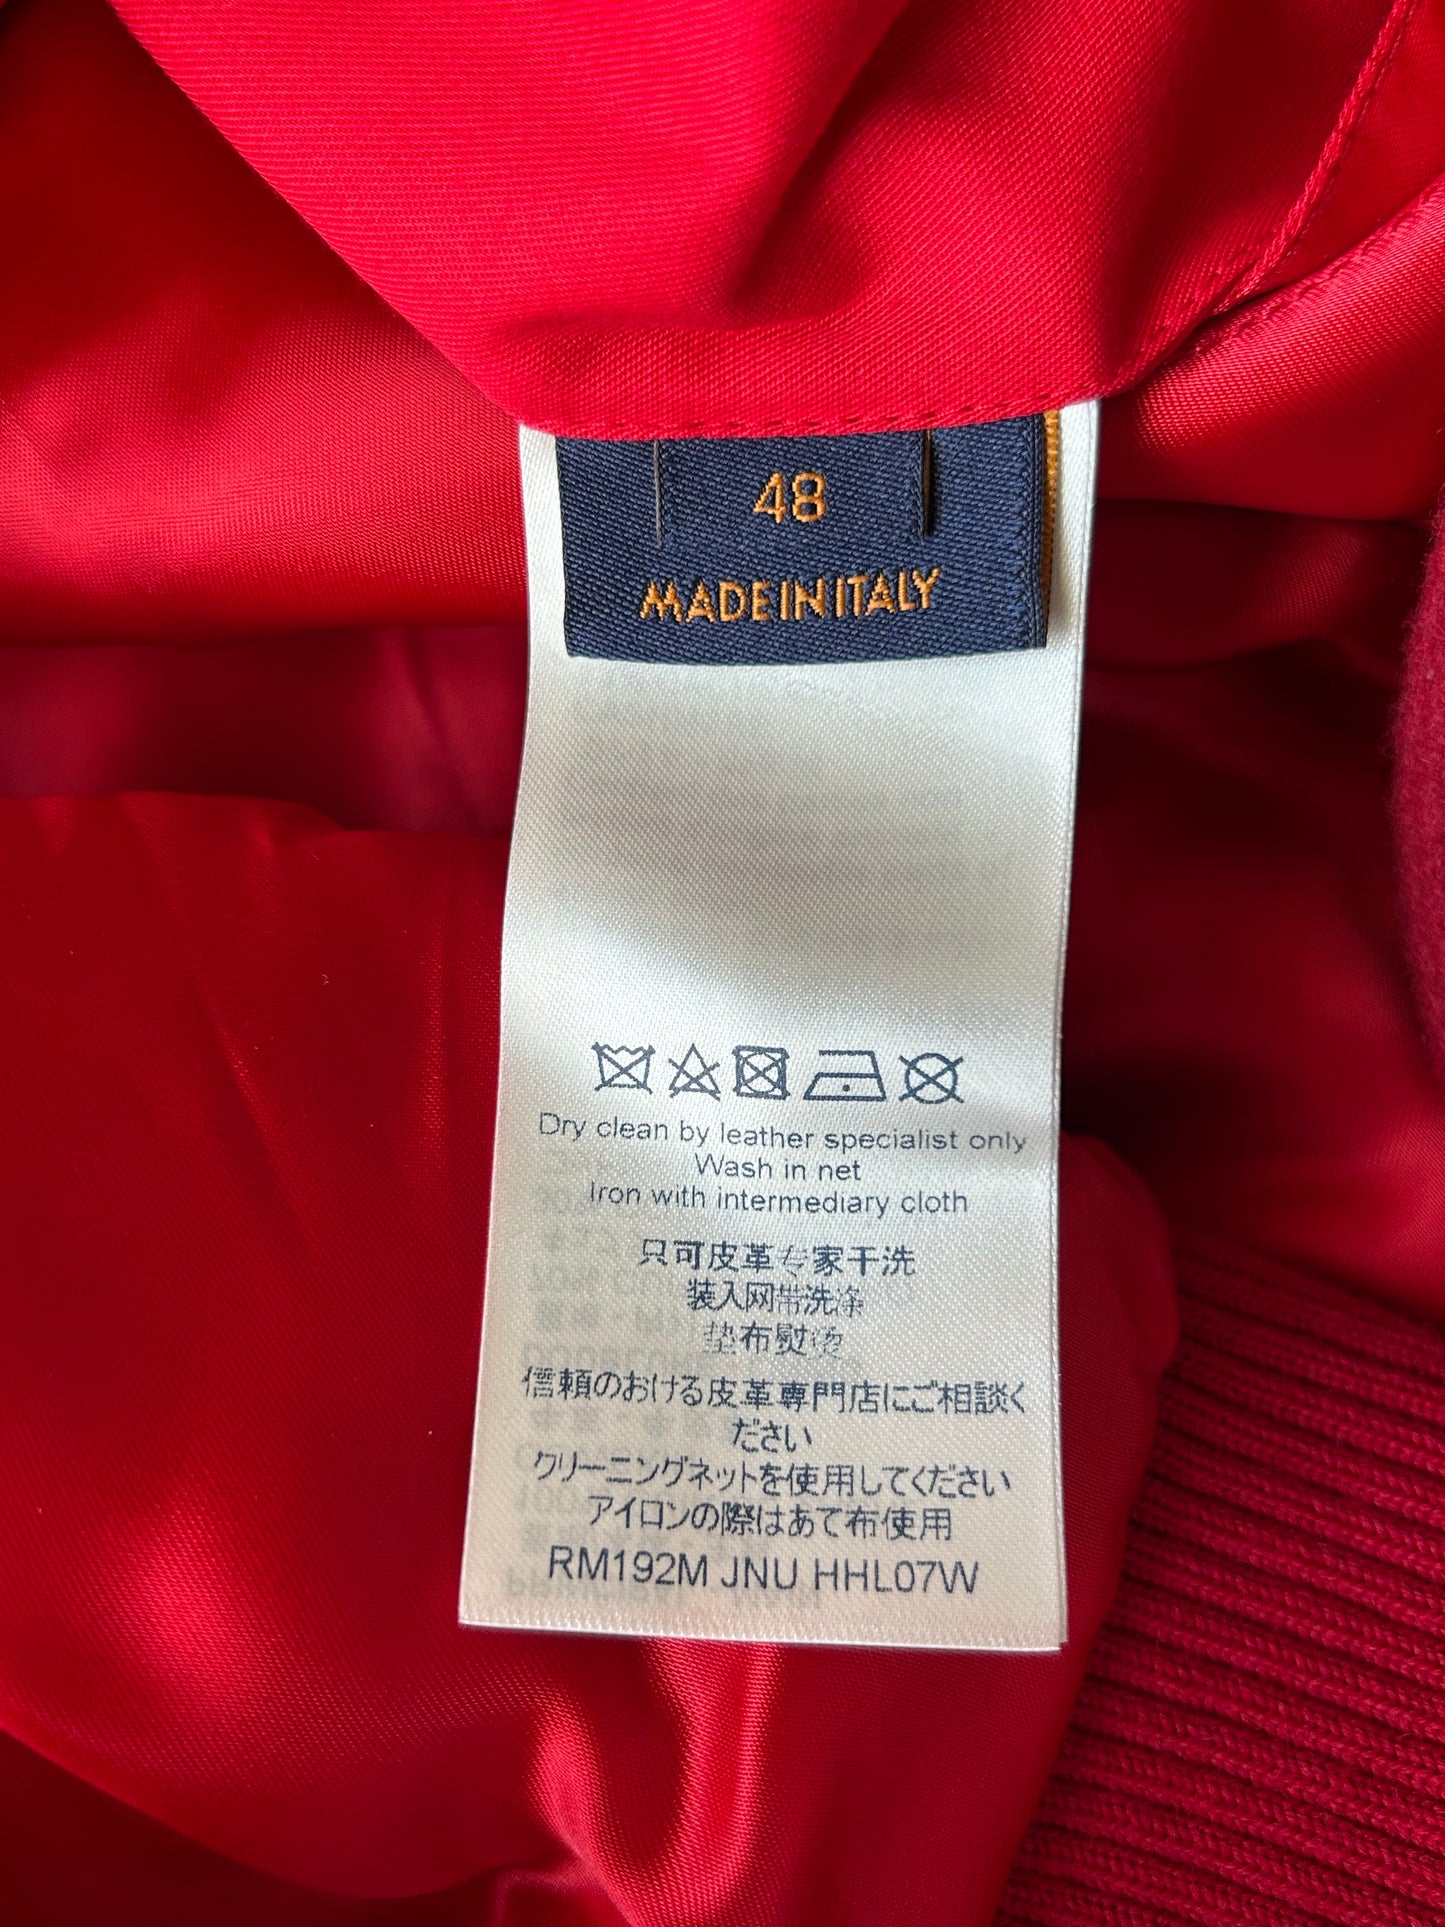 48
MADE IN ITALY
Dry clean by leather specialist only
Wash in net
Iron with intermediary cloth
只可皮革专家干洗
装入网带洗涤
垫布熨烫
信頼のおける皮革専門店にご相談く
ださい
クリーニングネットを使用してください
アイロンの際はあて布使用
RM192M JNU HHL07W